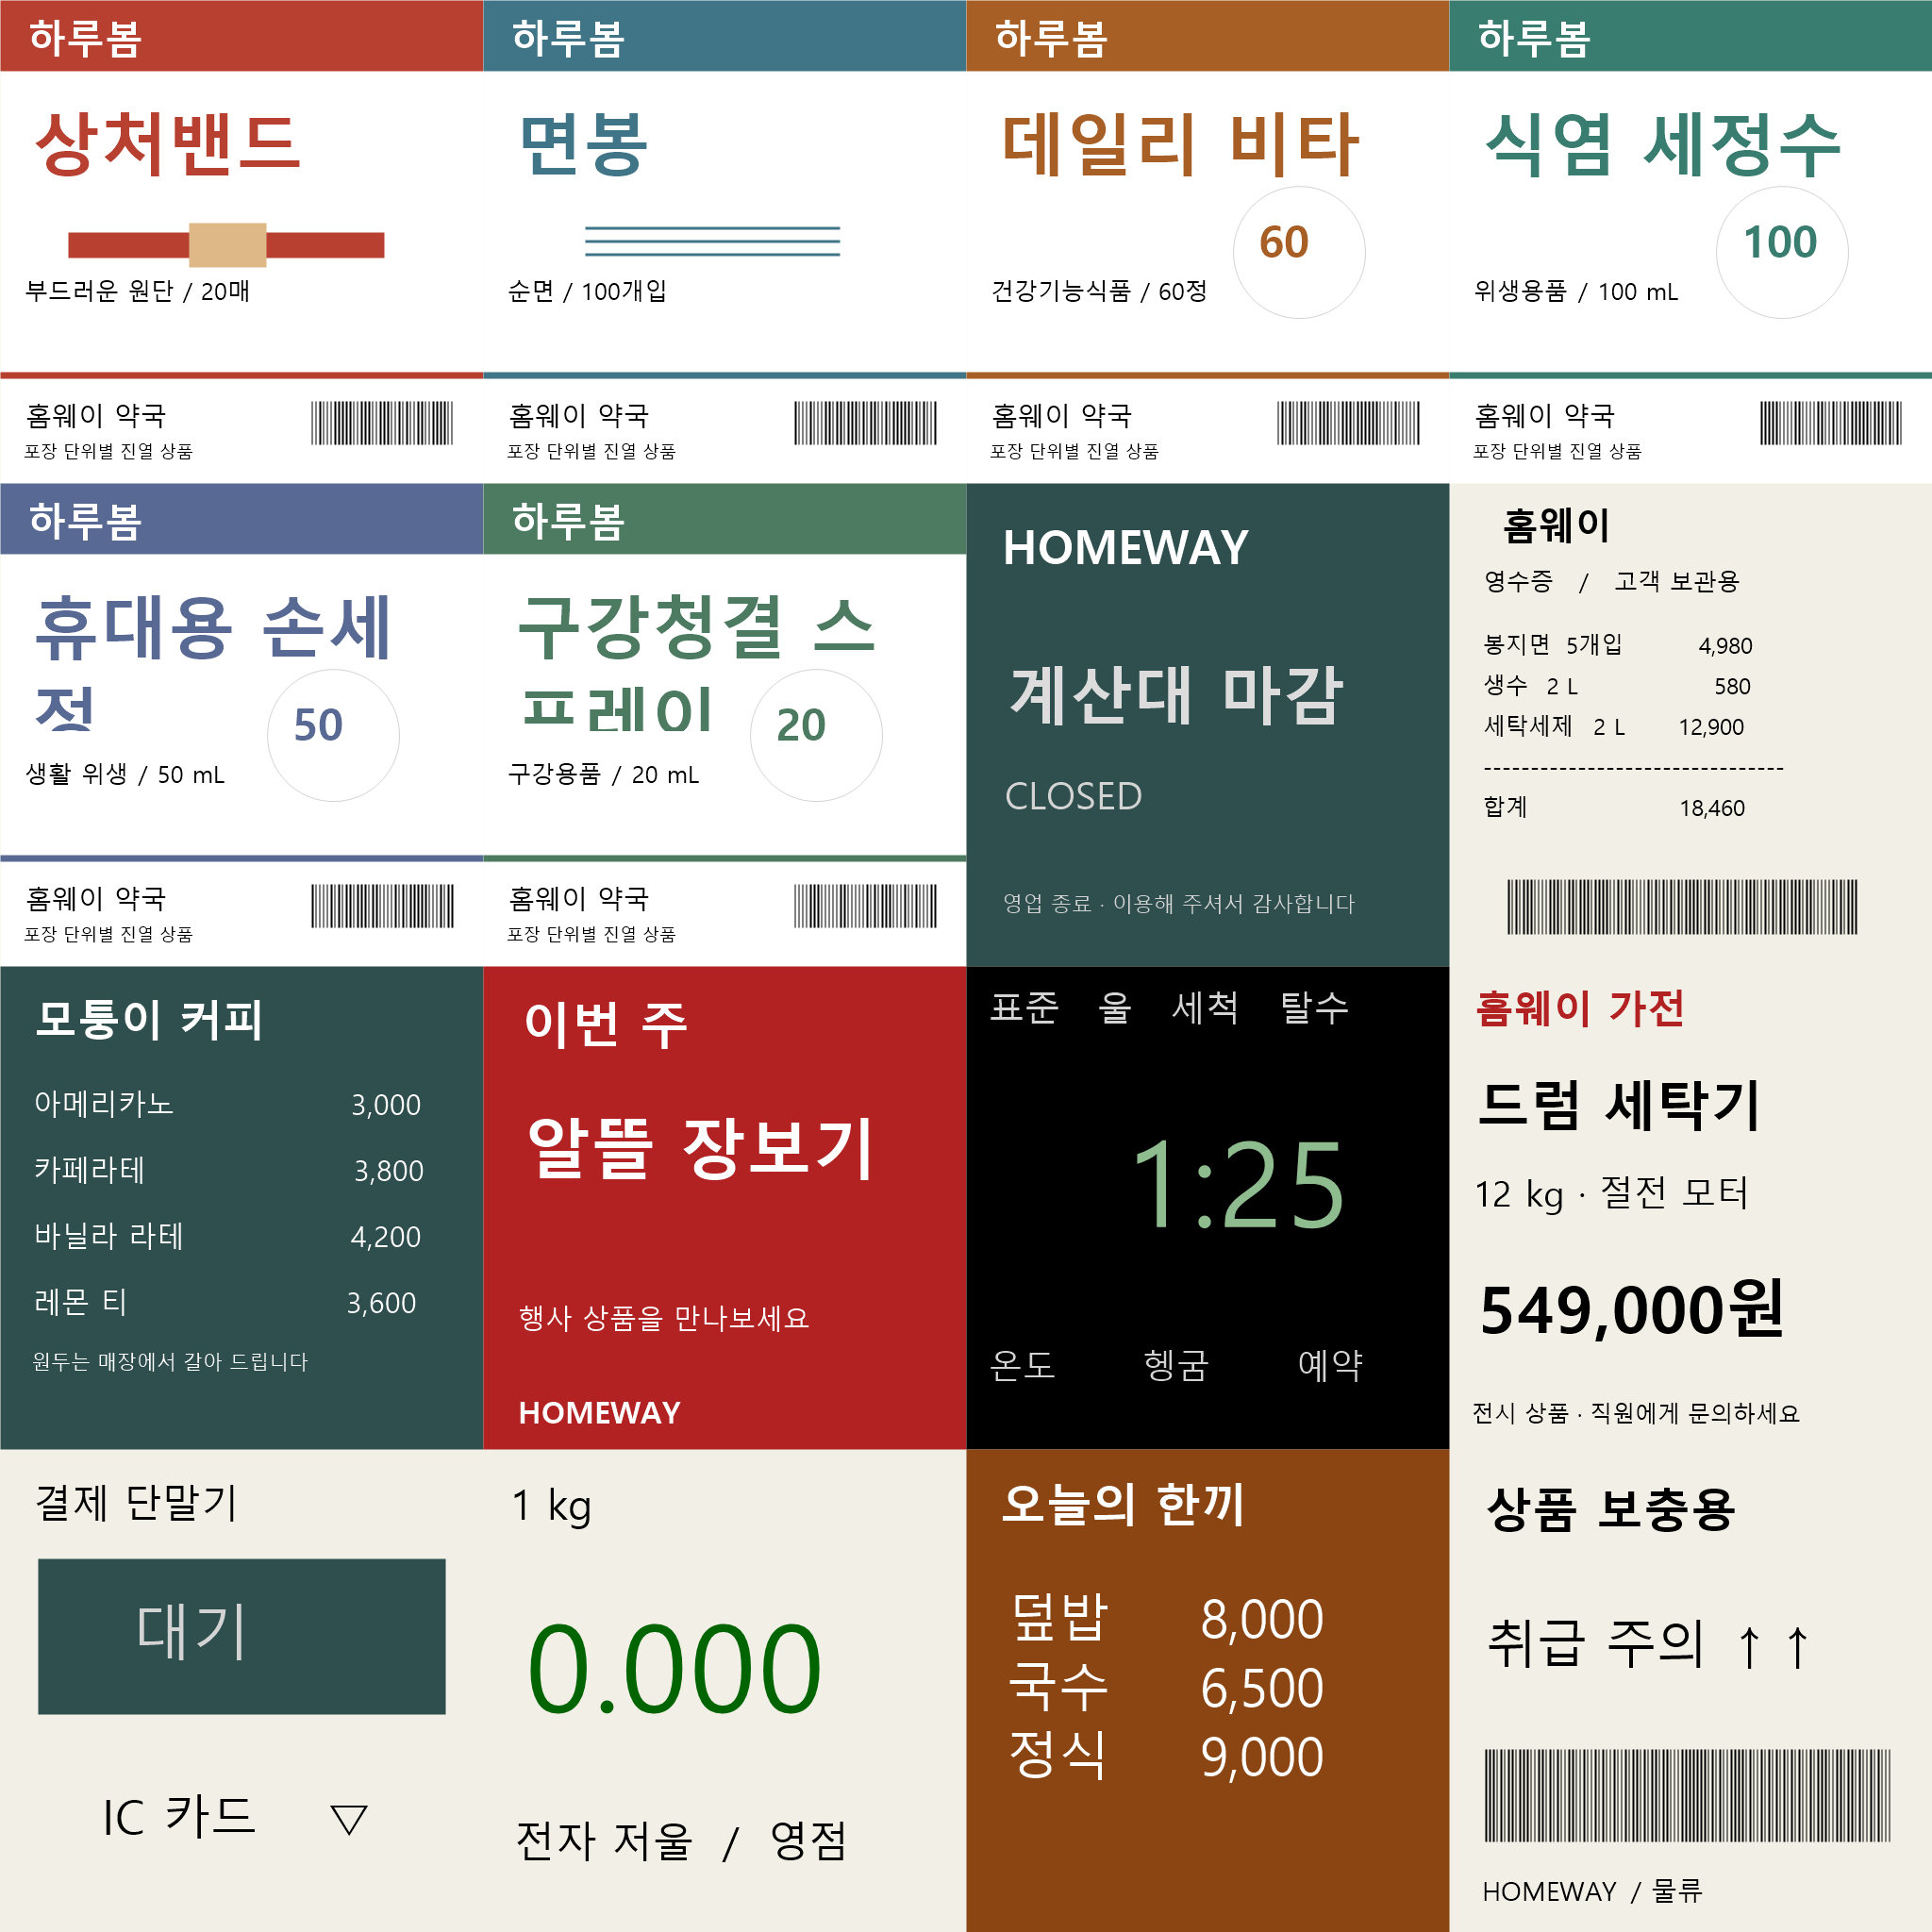 하루봄
상처밴드
부드러운 원단 / 20매
홈웨이 약국
포장 단위별 진열 상품
하루봄
면봉
순면 / 100개입
홈웨이 약국
포장 단위별 진열 상품
하루봄
데일리 비타
60
건강기능식품 / 60정
홈웨이 약국
포장 단위별 진열 상품
하루봄
식염 세정수
100
위생용품 / 100 mL
홈웨이 약국
포장 단위별 진열 상품
하루봄
휴대용 손세
정
50
생활 위생 / 50 mL
홈웨이 약국
포장 단위별 진열 상품
하루봄
구강청결 스
프레이
20
구강용품 / 20 mL
홈웨이 약국
포장 단위별 진열 상품
HOMEWAY
계산대 마감
CLOSED
영업 종료 · 이용해 주셔서 감사합니다
홈웨이
영수증 / 고객 보관용
봉지면 5개입 4,980
생수 2 L 580
세탁세제 2 L 12,900
--------------------------------
합계 18,460
모퉁이 커피
아메리카노 3,000
카페라테 3,800
바닐라 라테 4,200
레몬 티 3,600
원두는 매장에서 갈아 드립니다
이번 주
알뜰 장보기
행사 상품을 만나보세요
HOMEWAY
표준 울 세척 탈수
1:25
온도 헹굼 예약
홈웨이 가전
드럼 세탁기
12 kg · 절전 모터
549,000원
전시 상품 · 직원에게 문의하세요
결제 단말기
대기
IC 카드 ▽
1 kg
0.000
전자 저울 / 영점
오늘의 한끼
덮밥 8,000
국수 6,500
정식 9,000
상품 보충용
취급 주의 ↑ ↑
HOMEWAY / 물류